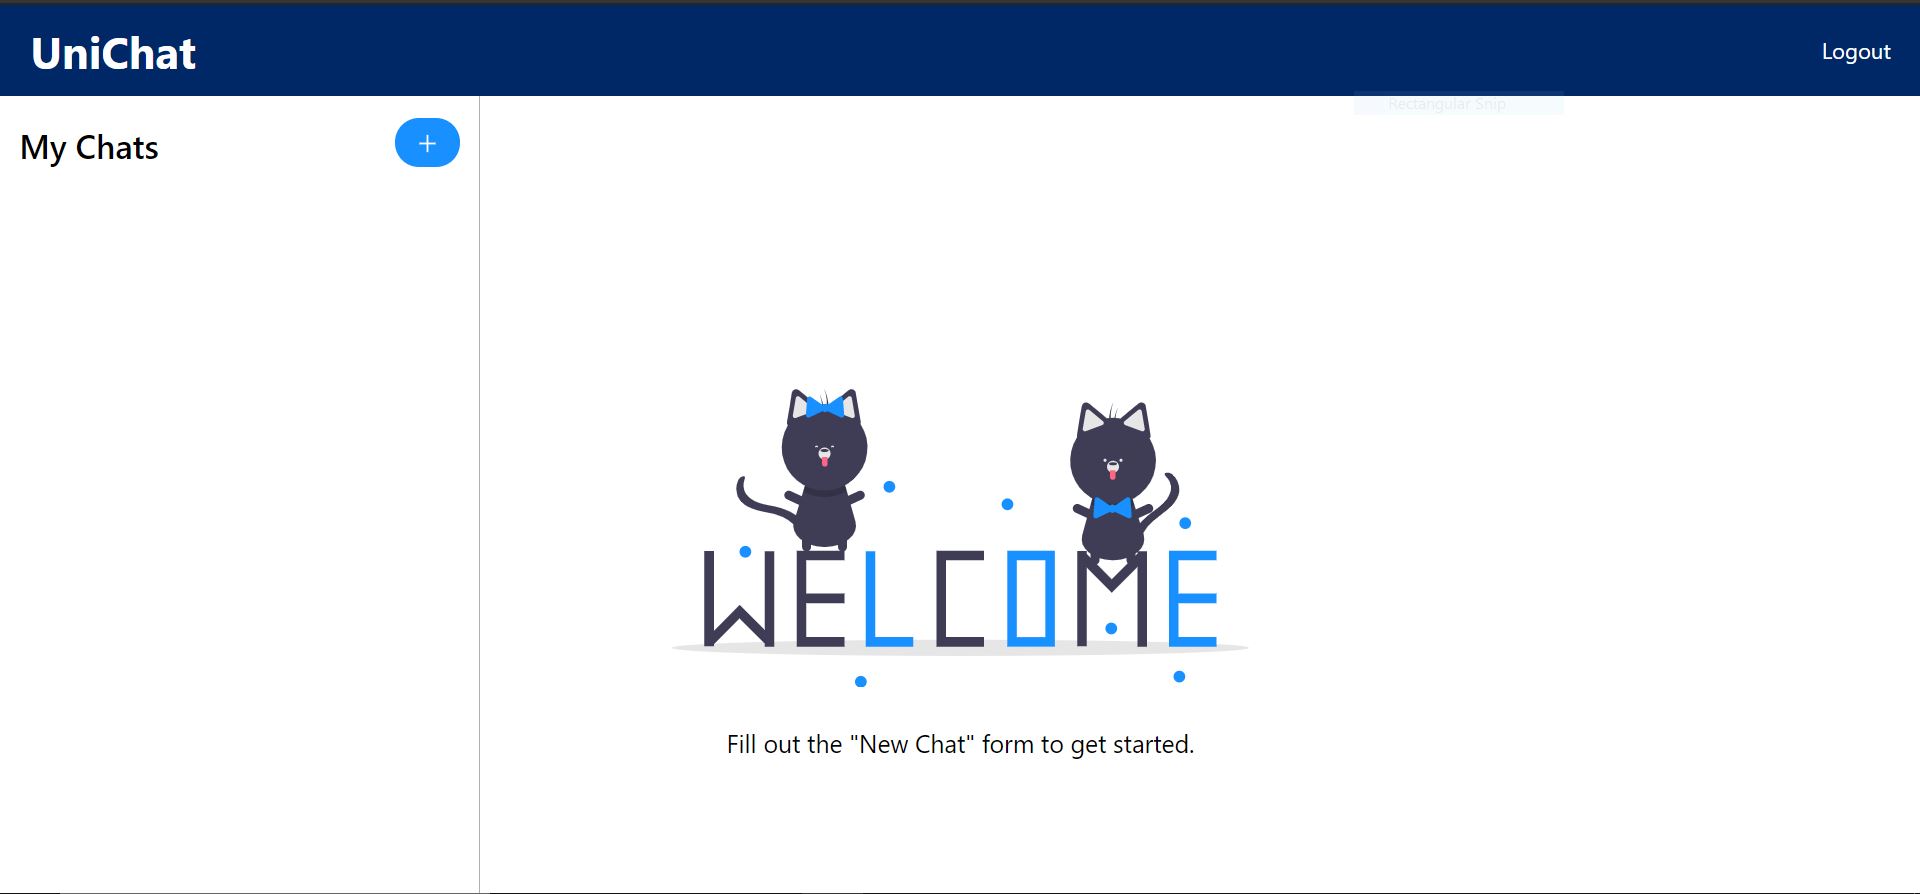 UniChat
Logout
Rectangular Snip
My Chats
+
WELCOME
Fill out the "New Chat" form to get started.